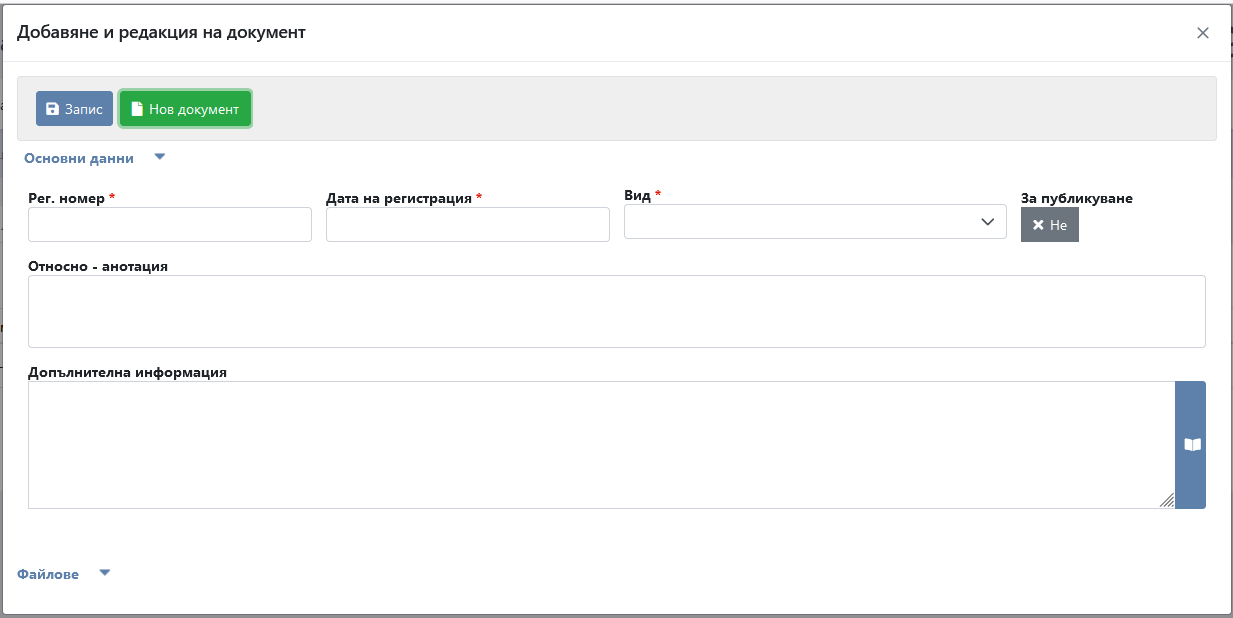 Добавяне и редакция на документ
Запис Нов документ
Основни данни
Рег. номер * Дата на регистрация * Вид * За публикуване
Не
Относно - анотация
Допълнителна информация
Файлове